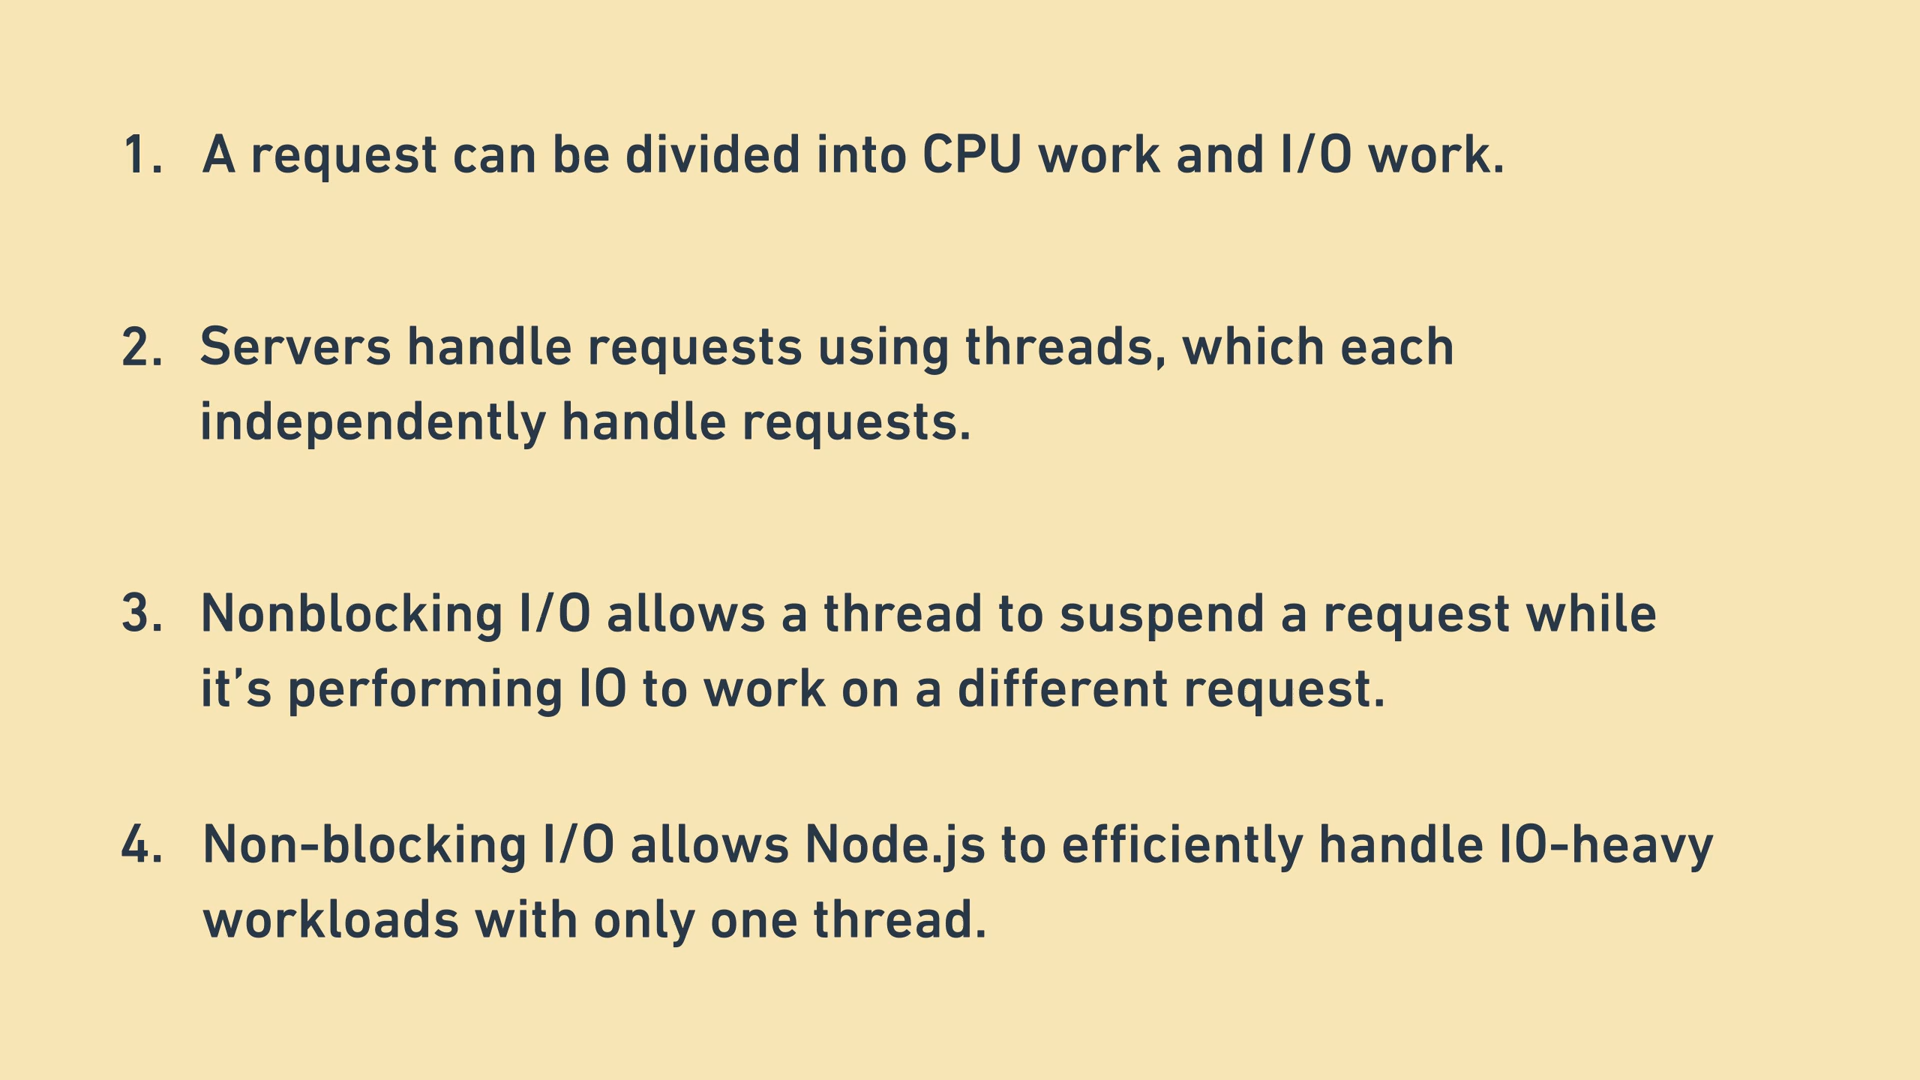 1. A request can be divided into CPU work and I/O work.
2. Servers handle requests using threads, which each
independently handle requests.
3. Nonblocking I/O allows a thread to suspend a request while
it’s performing IO to work on a different request.
4. Non-blocking I/O allows Node.js to efficiently handle IO-heavy
workloads with only one thread.